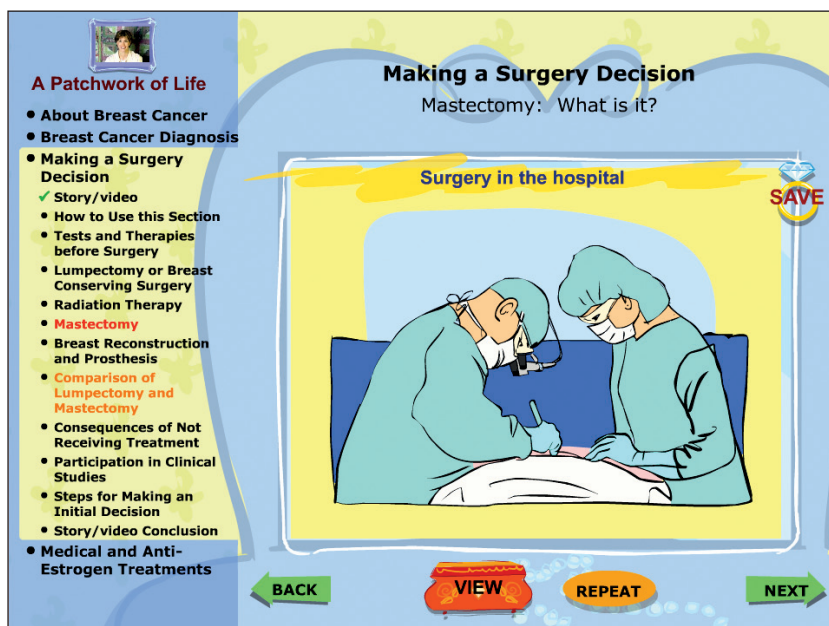 A Patchwork of Life
• About Breast Cancer
• Breast Cancer Diagnosis
• Making a Surgery
Decision
✓ Story/video
• How to Use this Section
• Tests and Therapies
before Surgery
• Lumpectomy or Breast
Conserving Surgery
• Radiation Therapy
• Mastectomy
• Breast Reconstruction
and Prosthesis
• Comparison of
Lumpectomy and
Mastectomy
• Consequences of Not
Receiving Treatment
• Participation in Clinical
Studies
• Steps for Making an
Initial Decision
• Story/video Conclusion
• Medical and Anti-
Estrogen Treatments
Making a Surgery Decision
Mastectomy: What is it?
Surgery in the hospital
SAVE
BACK
VIEW
REPEAT
NEXT